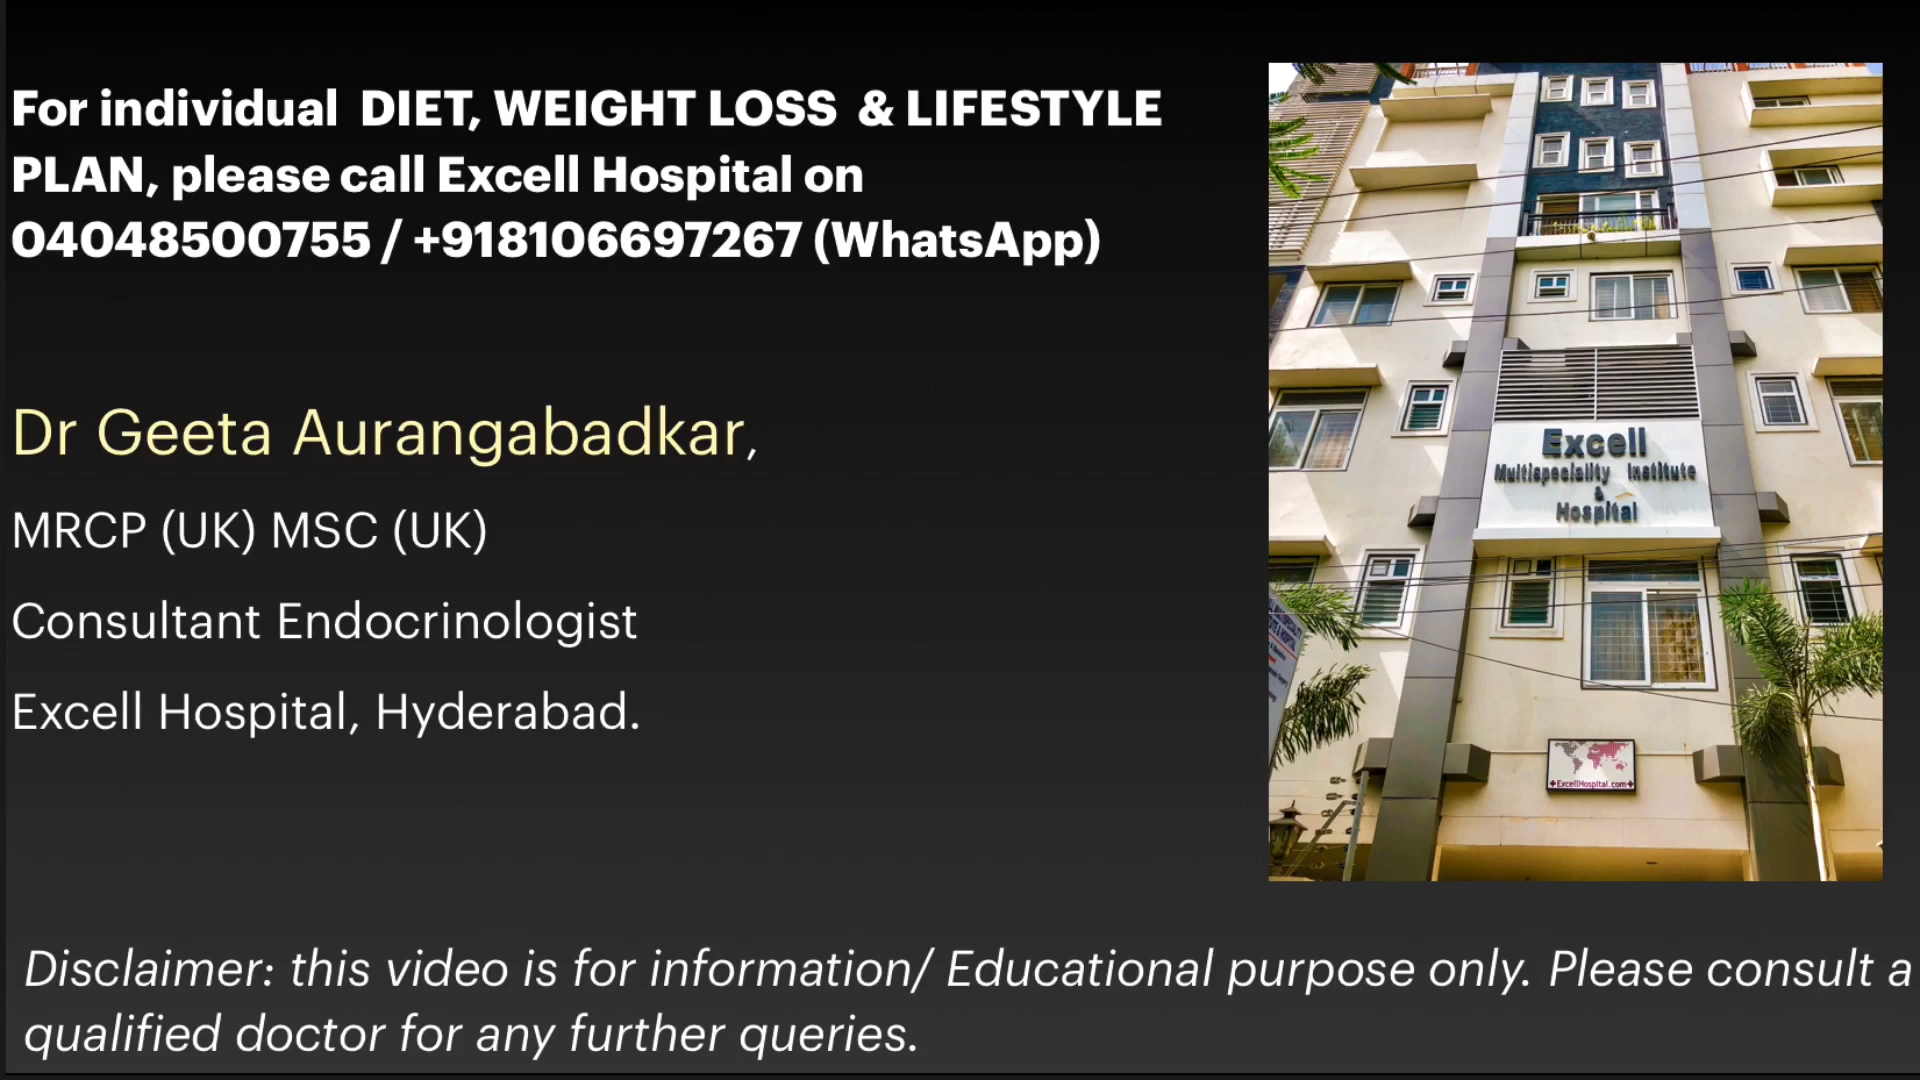 For individual DIET, WEIGHT LOSS & LIFESTYLE
PLAN, please call Excell Hospital on
04048500755 / +918106697267 (WhatsApp)
Dr Geeta Aurangabadkar,
MRCP (UK) MSC (UK)
Consultant Endocrinologist
Excell Hospital, Hyderabad.
Excell
Multispeciality Institute
&
Hospital
ExcellHospital.com
Disclaimer: this video is for information/ Educational purpose only. Please consult a
qualified doctor for any further queries.